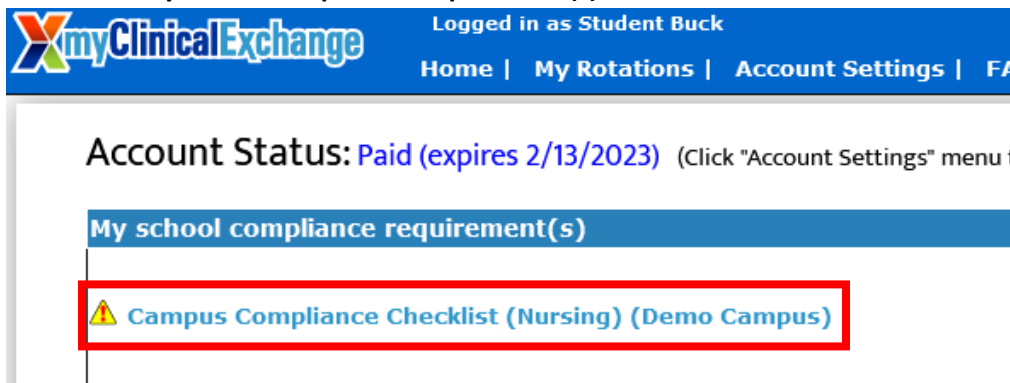 myClinicalExchange
Logged in as Student Buck
Home | My Rotations | Account Settings |
Account Status: Paid (expires 2/13/2023) (Click "Account Settings" menu
My school compliance requirement(s)
Campus Compliance Checklist (Nursing) (Demo Campus)